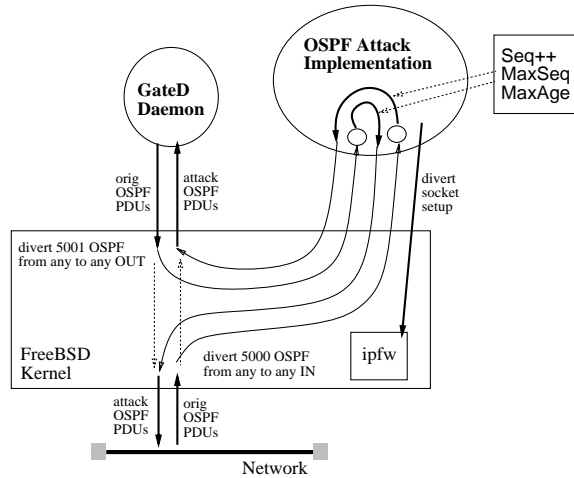 OSPF Attack
Implementation
Seq++
MaxSeq
MaxAge
GateD
Daemon
orig
OSPF
PDUs
attack
OSPF
PDUs
divert
socket
setup
divert 5001 OSPF
from any to any OUT
FreeBSD
Kernel
divert 5000 OSPF
from any to any IN
ipfw
attack
OSPF
PDUs
orig
OSPF
PDUs
Network